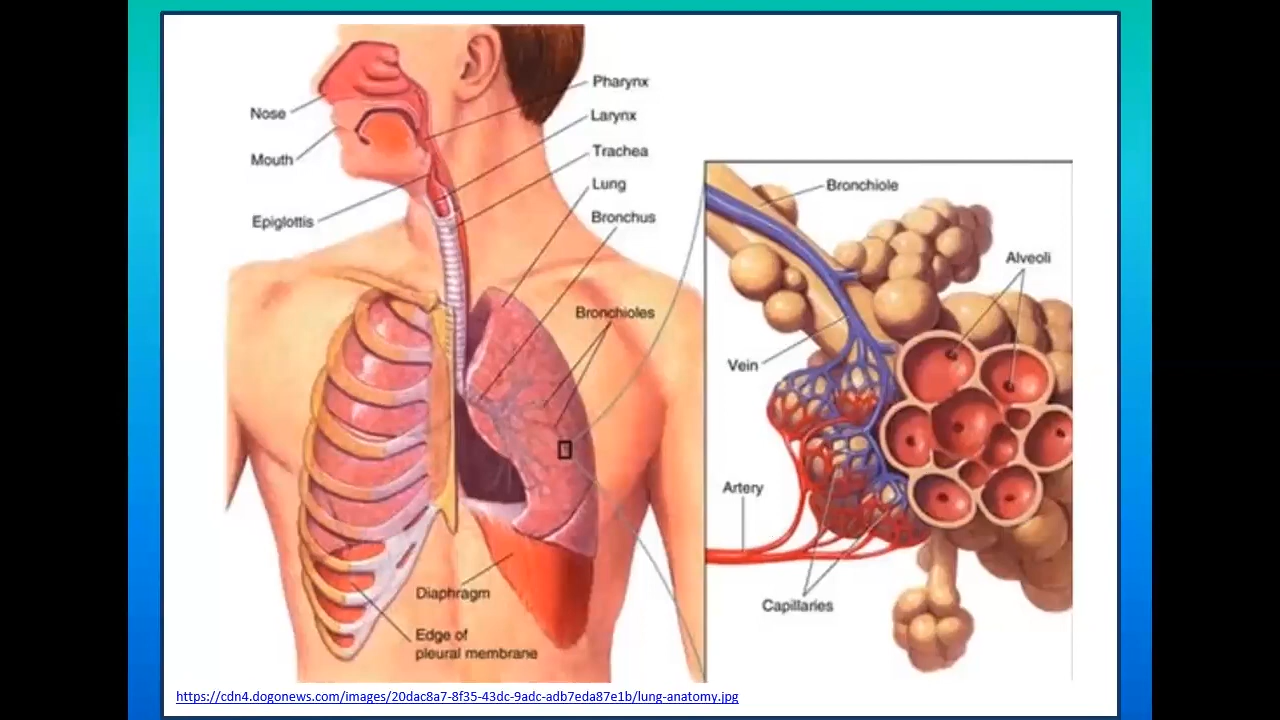 Nose
Mouth
Epiglottis
Pharynx
Larynx
Trachea
Lung
Bronchus
Bronchioles
Diaphragm
Edge of
pleural membrane
Bronchiole
Alveoli
Vein
Artery
Capillaries
https://cdn4.dogonews.com/images/20dac8a7-8f35-43dc-9adc-adb7eda87e1b/lung-anatomy.jpg